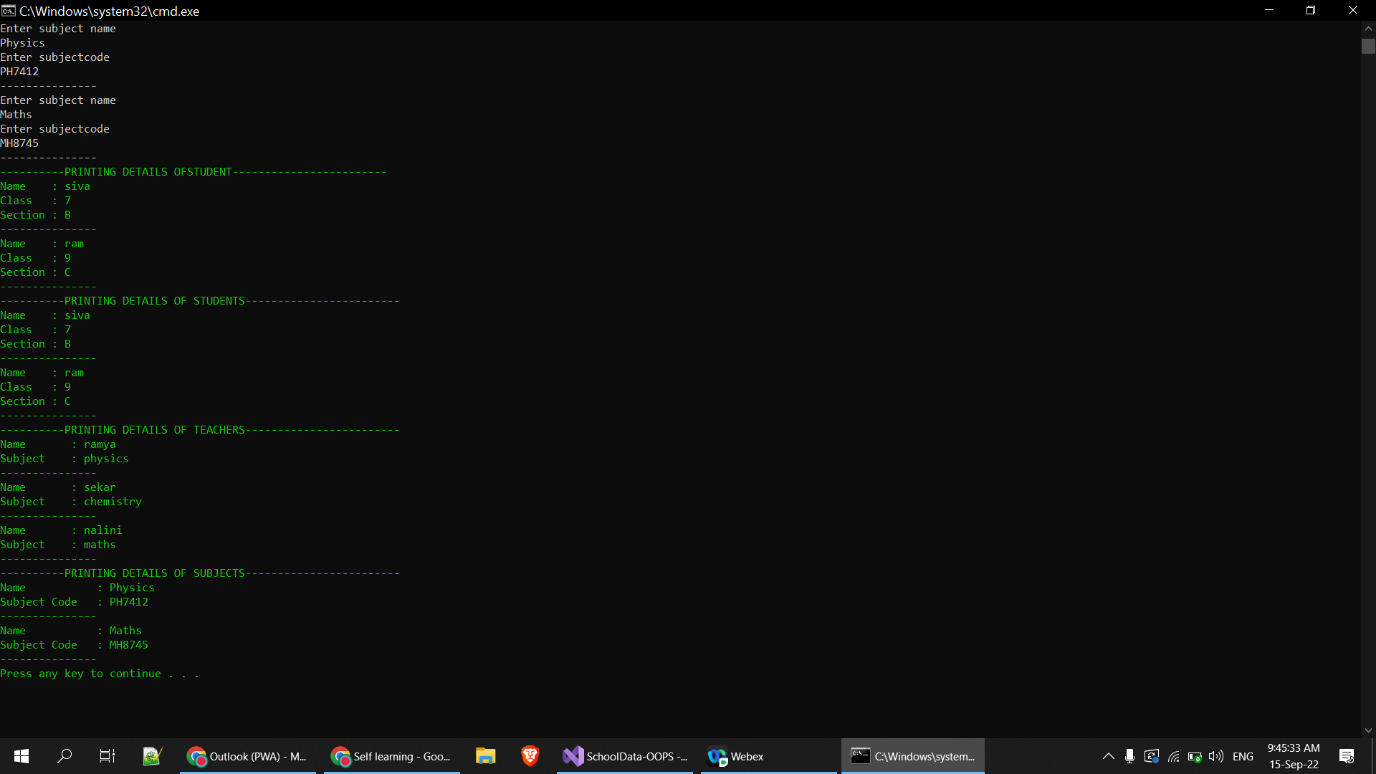 C:\Windows\system32\cmd.exe
Enter subject name
Physics
Enter subjectcode
PH7412
---------------
Enter subject name
Maths
Enter subjectcode
MH8745
---------------
----------PRINTING DETAILS OFSTUDENT------------------------
Name    : siva
Class   : 7
Section : B
---------------
Name    : ram
Class   : 9
Section : C
---------------
----------PRINTING DETAILS OF STUDENTS------------------------
Name    : siva
Class   : 7
Section : B
---------------
Name    : ram
Class   : 9
Section : C
---------------
----------PRINTING DETAILS OF TEACHERS------------------------
Name       : ramya
Subject    : physics
---------------
Name       : sekar
Subject    : chemistry
---------------
Name       : nalini
Subject    : maths
---------------
----------PRINTING DETAILS OF SUBJECTS------------------------
Name           : Physics
Subject Code   : PH7412
---------------
Name           : Maths
Subject Code   : MH8745
---------------
Press any key to continue . . .
Outlook (PWA) - M... Self learning - Goo... SchoolData-OOPS -... Webex C:\Windows\system... ENG 9:45:33 AM
15-Sep-22